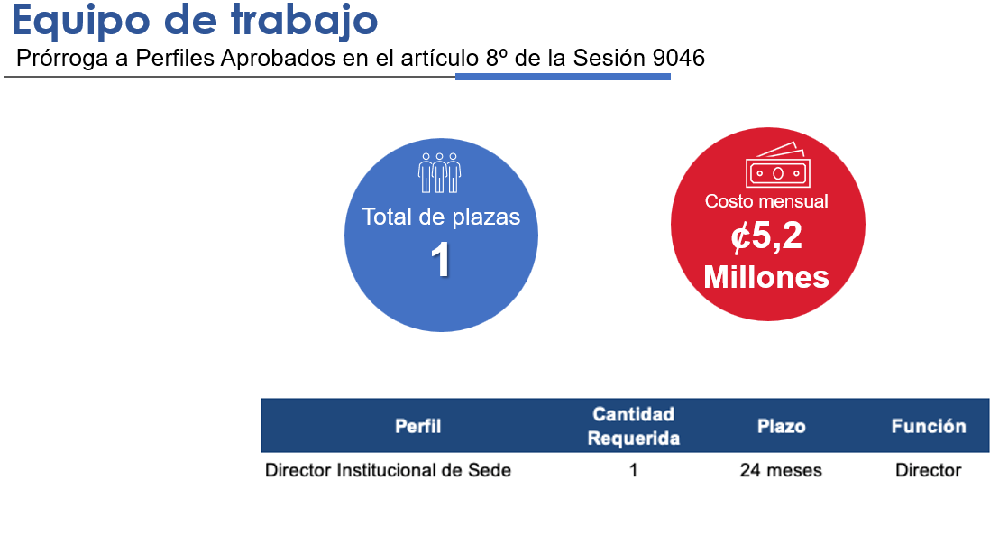 Equipo de trabajo
Prórroga a Perfiles Aprobados en el artículo 8º de la Sesión 9046
Total de plazas
1
Costo mensual
₡5,2
Millones
Perfil Cantidad Requerida Plazo Función
Director Institucional de Sede 1 24 meses Director